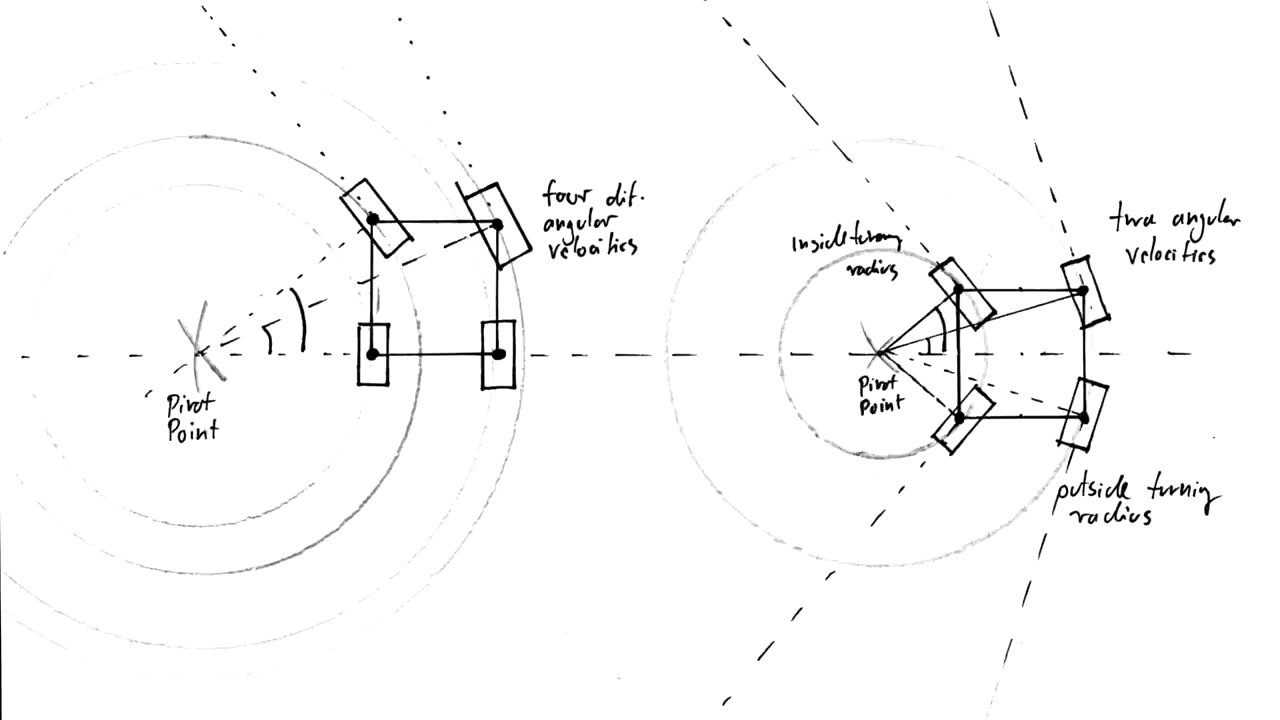 four dif.
angular
velocities
Pivot
Point
Inside turning
radius
two angular
velocities
Pivot
Point
outside turning
radius